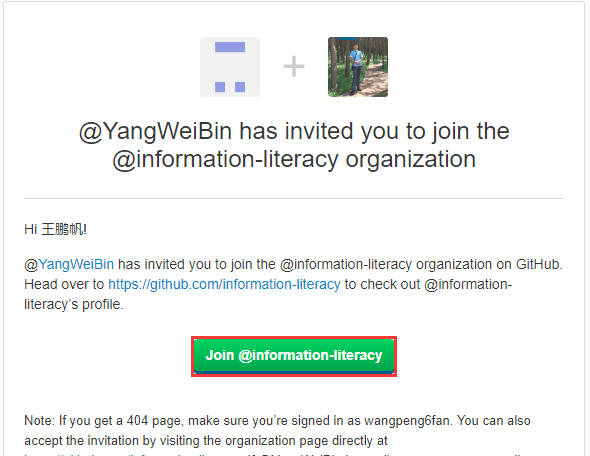 @YangWeiBin has invited you to join the
@information-literacy organization
Hi 王鹏帆!
@YangWeiBin has invited you to join the @information-literacy organization on GitHub.
Head over to https://github.com/information-literacy to check out @information-
literacy’s profile.
Join @information-literacy
Note: If you get a 404 page, make sure you’re signed in as wangpeng6fan. You can also
accept the invitation by visiting the organization page directly at